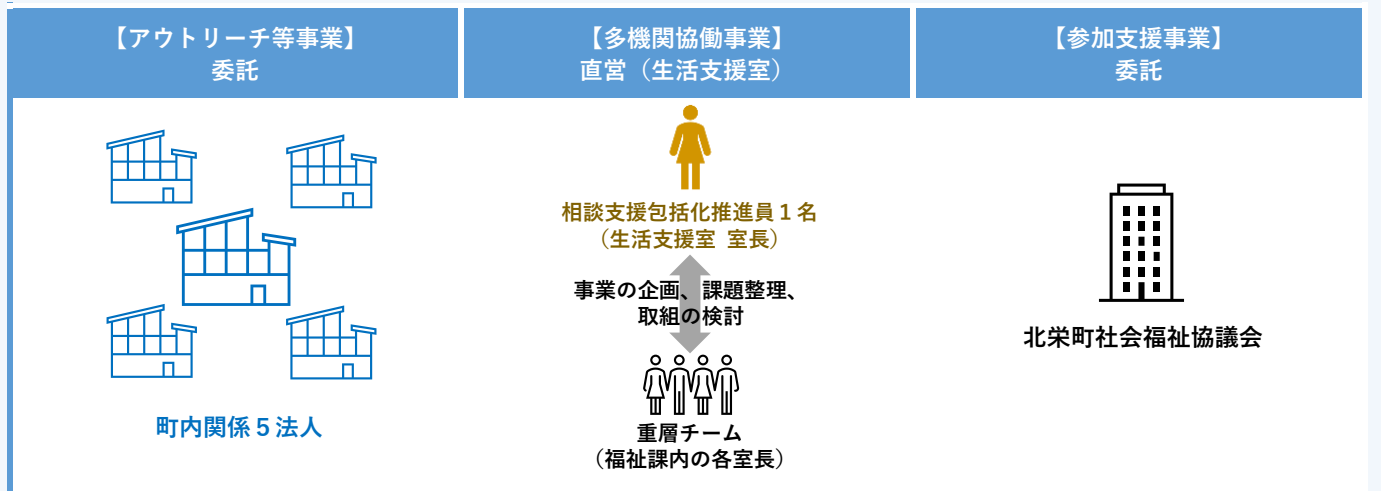 【アウトリーチ等事業】
委託
【多機関協働事業】
直営（生活支援室）
【参加支援事業】
委託
町内関係５法人
相談支援包括化推進員１名
（生活支援室 室長）
事業の企画、課題整理、
取組の検討
重層チーム
（福祉課内の各室長）
北栄町社会福祉協議会